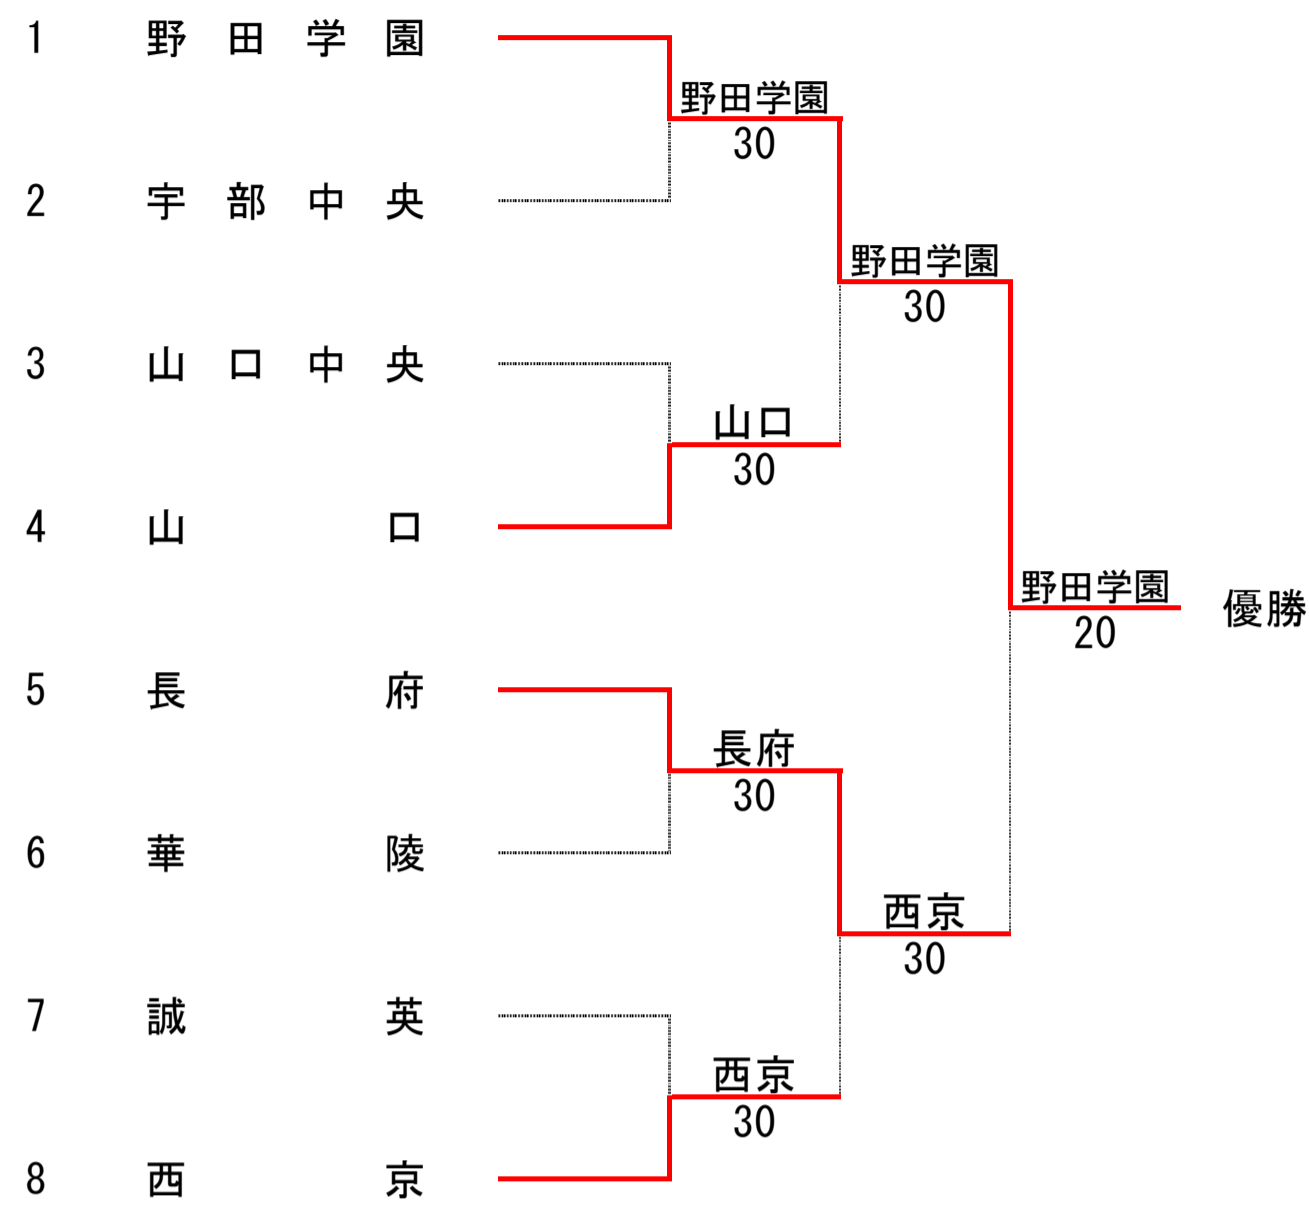 1 野田学園
野田学園
30
2 宇部中央
野田学園
30
3 山口中央
山口
30
4 山口
野田学園
20
優勝
5 長府
長府
30
6 華陵
西京
30
7 誠英
西京
30
8 西京